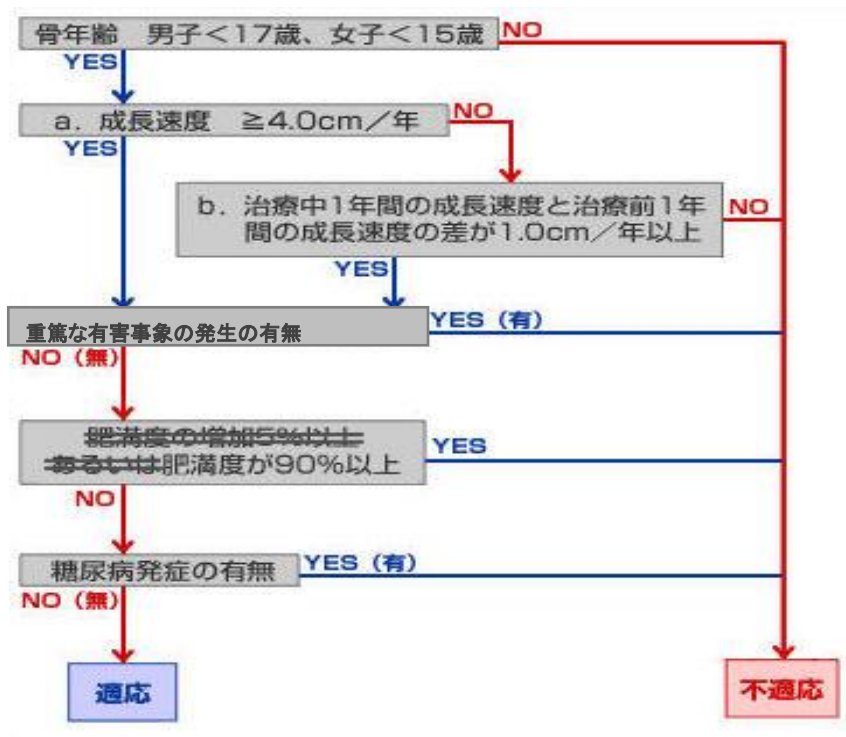 骨年齢　男子＜17歳、女子＜15歳
NO
YES
a．成長速度　≧4.0cm／年
NO
YES
b．治療中1年間の成長速度と治療前1年
間の成長速度の差が1.0cm／年以上
NO
YES
重篤な有害事象の発生の有無
YES（有）
NO（無）
肥満度の増加5％以上
あるいは肥満度が90％以上
YES
NO
糖尿病発症の有無
YES（有）
NO（無）
適応
不適応